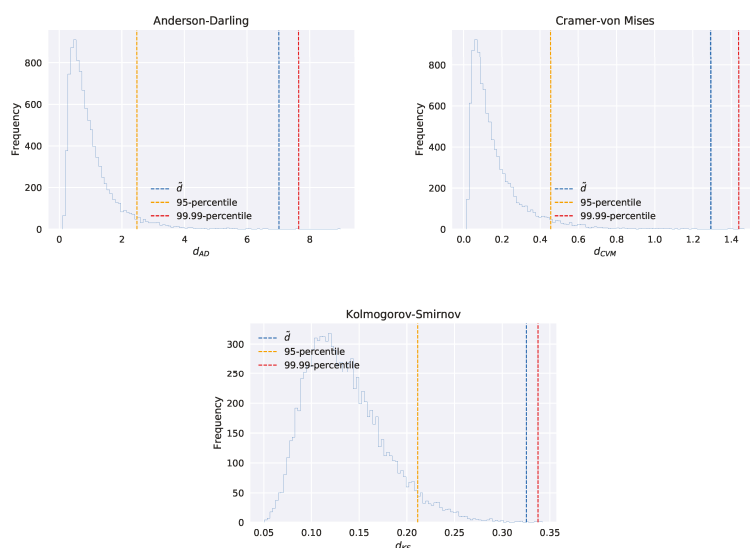 Anderson-Darling
Frequency
800
600
400
200
0
d̃
95-percentile
99.99-percentile
0 2 4 6 8
d_AD
Cramer-von Mises
Frequency
800
600
400
200
0
d̃
95-percentile
99.99-percentile
0.0 0.2 0.4 0.6 0.8 1.0 1.2 1.4
d_CVM
Kolmogorov-Smirnov
Frequency
300
250
200
150
100
50
0
d̃
95-percentile
99.99-percentile
0.05 0.10 0.15 0.20 0.25 0.30 0.35
d_KS